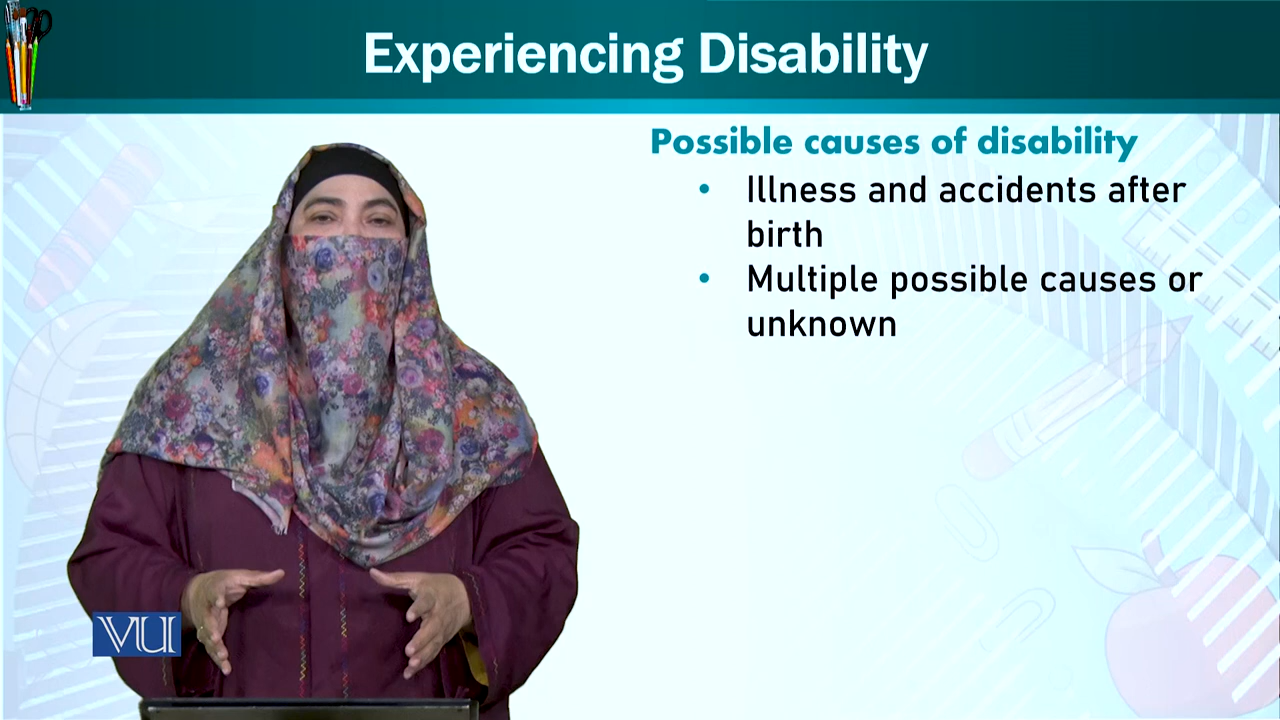 Experiencing Disability
Possible causes of disability
• Illness and accidents after
birth
• Multiple possible causes or
unknown
VU